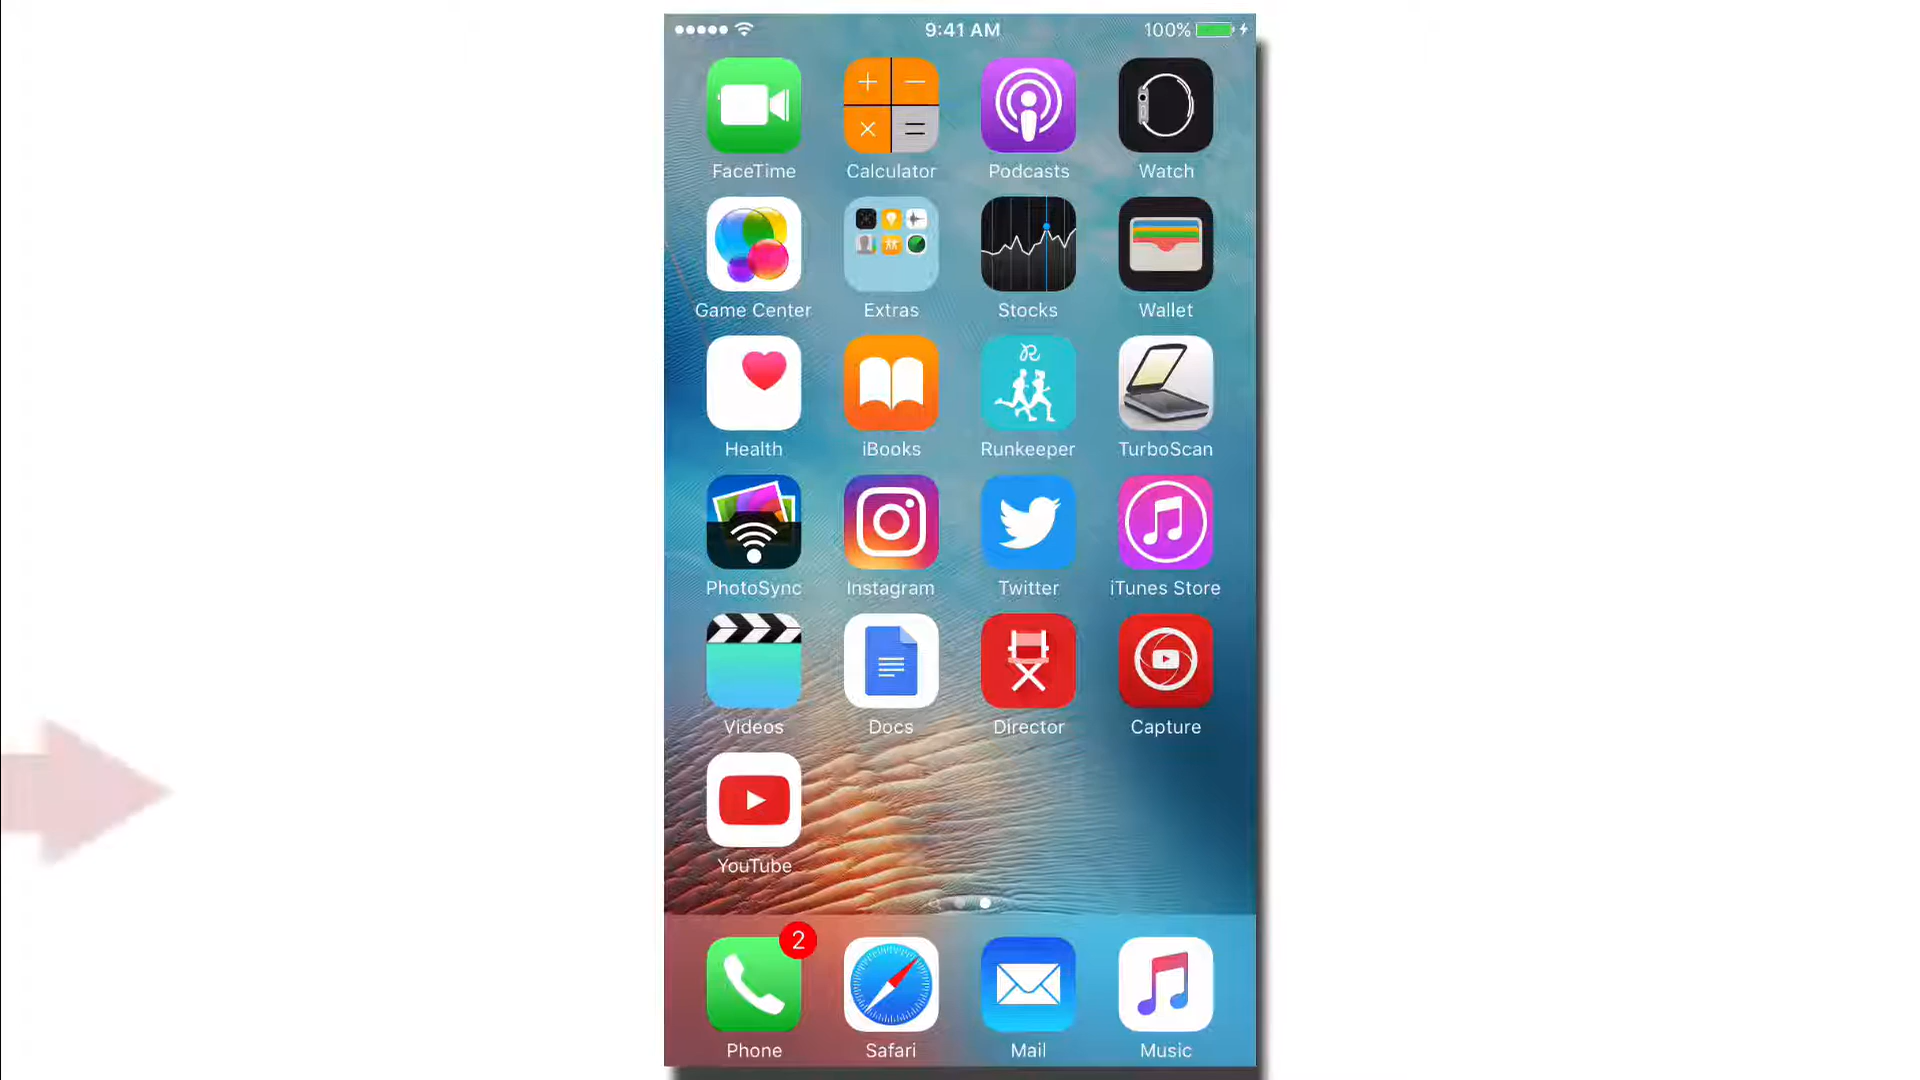 9:41 AM 100%
FaceTime Calculator Podcasts Watch
Game Center Extras Stocks Wallet
Health iBooks Runkeeper TurboScan
PhotoSync Instagram Twitter iTunes Store
Videos Docs Director Capture
YouTube
2
Phone Safari Mail Music